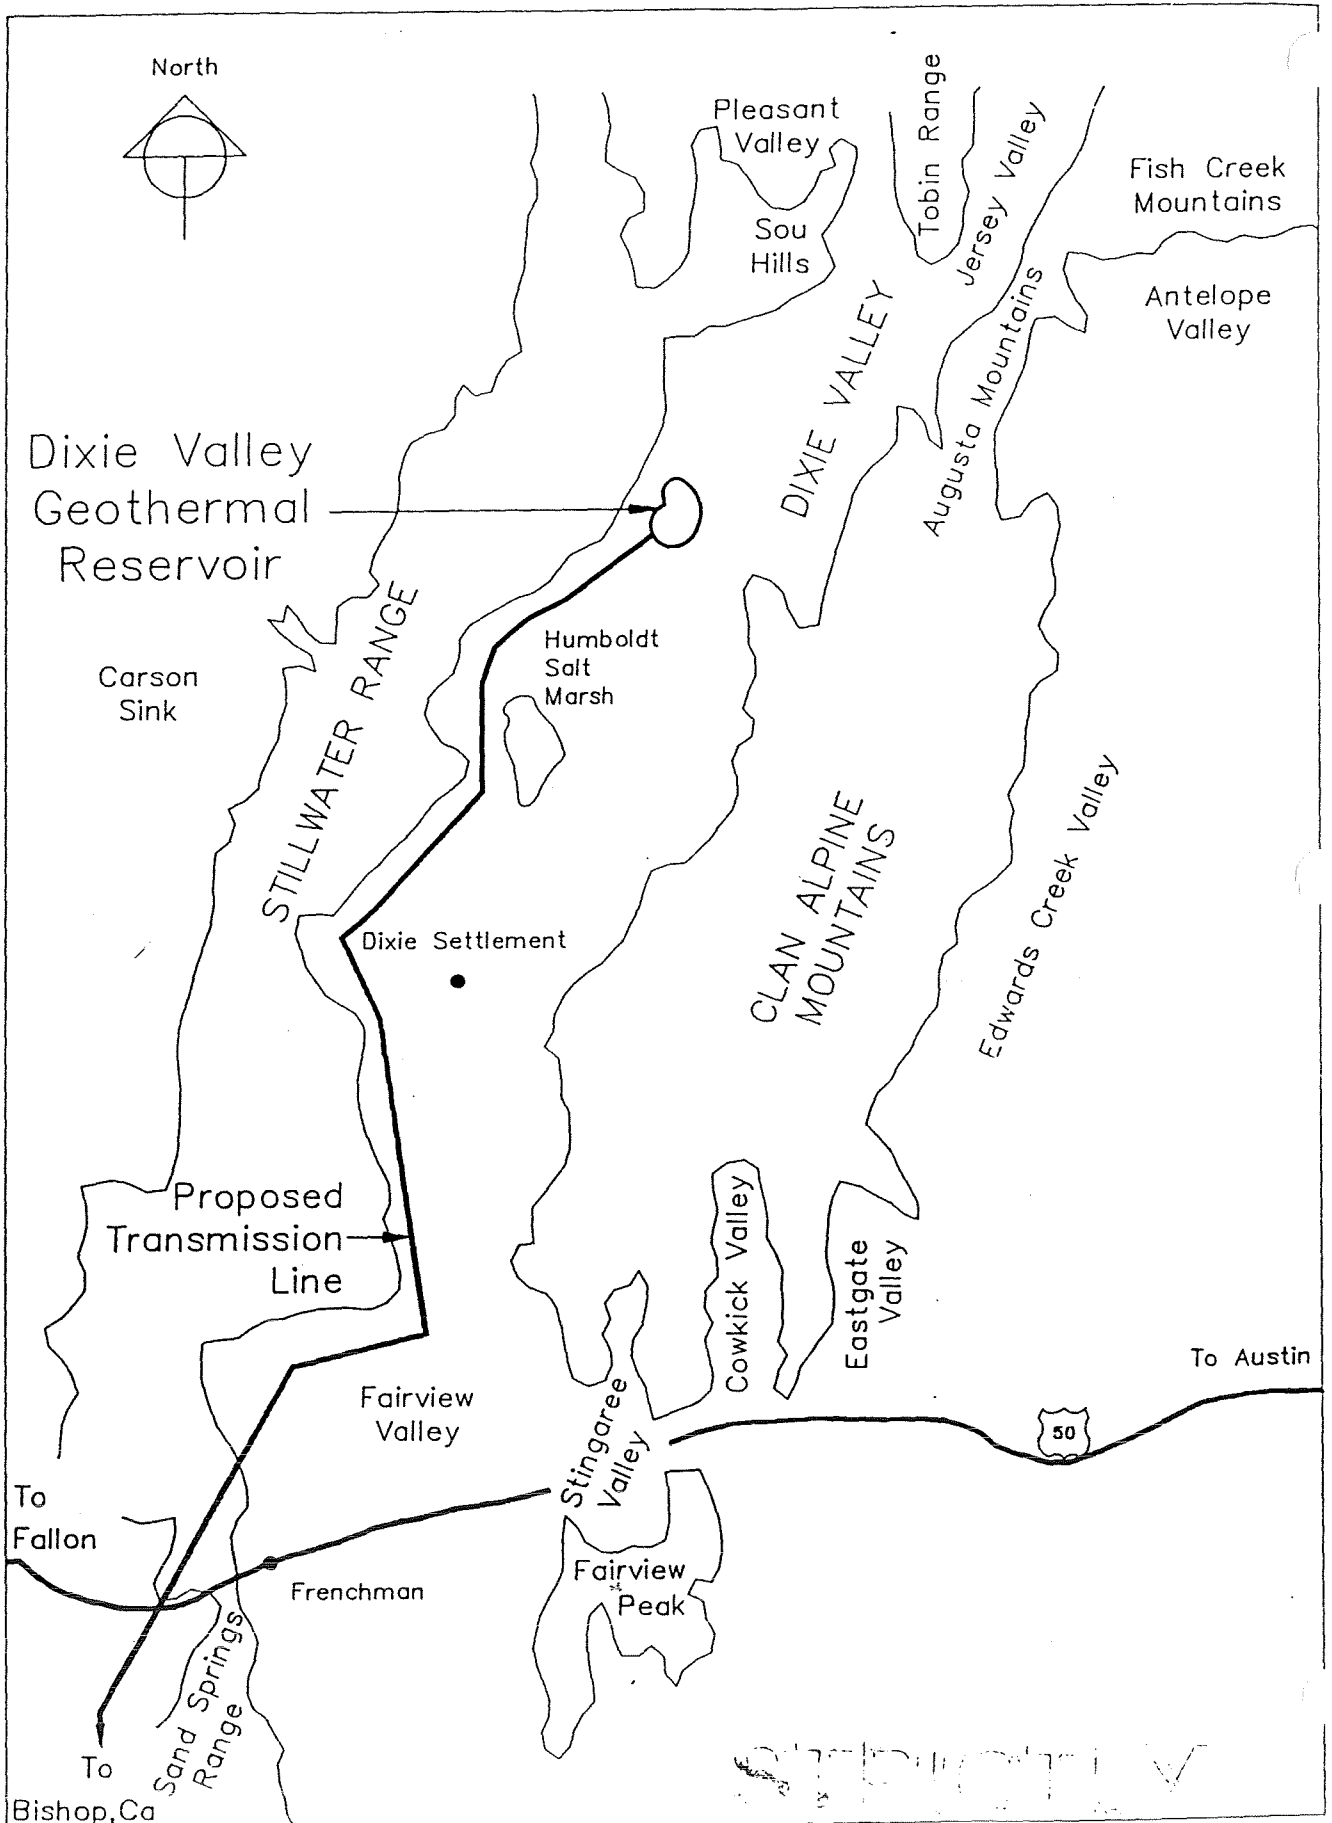 North
Pleasant
Valley
Tobin Range
Jersey Valley
Fish Creek
Mountains
Sou
Hills
Antelope
Valley
DIXIE VALLEY
Augusta Mountains
Dixie Valley
Geothermal
Reservoir
STILLWATER RANGE
Humboldt
Salt
Marsh
Carson
Sink
CLAN ALPINE
MOUNTAINS
Edwards Creek Valley
Dixie Settlement
Proposed
Transmission
Line
Cowkick Valley
Eastgate
Valley
To Austin
50
Fairview
Valley
Stingaree
Valley
To
Fallon
Frenchman
Fairview
Peak
Sand Springs
Range
To
Bishop,Ca